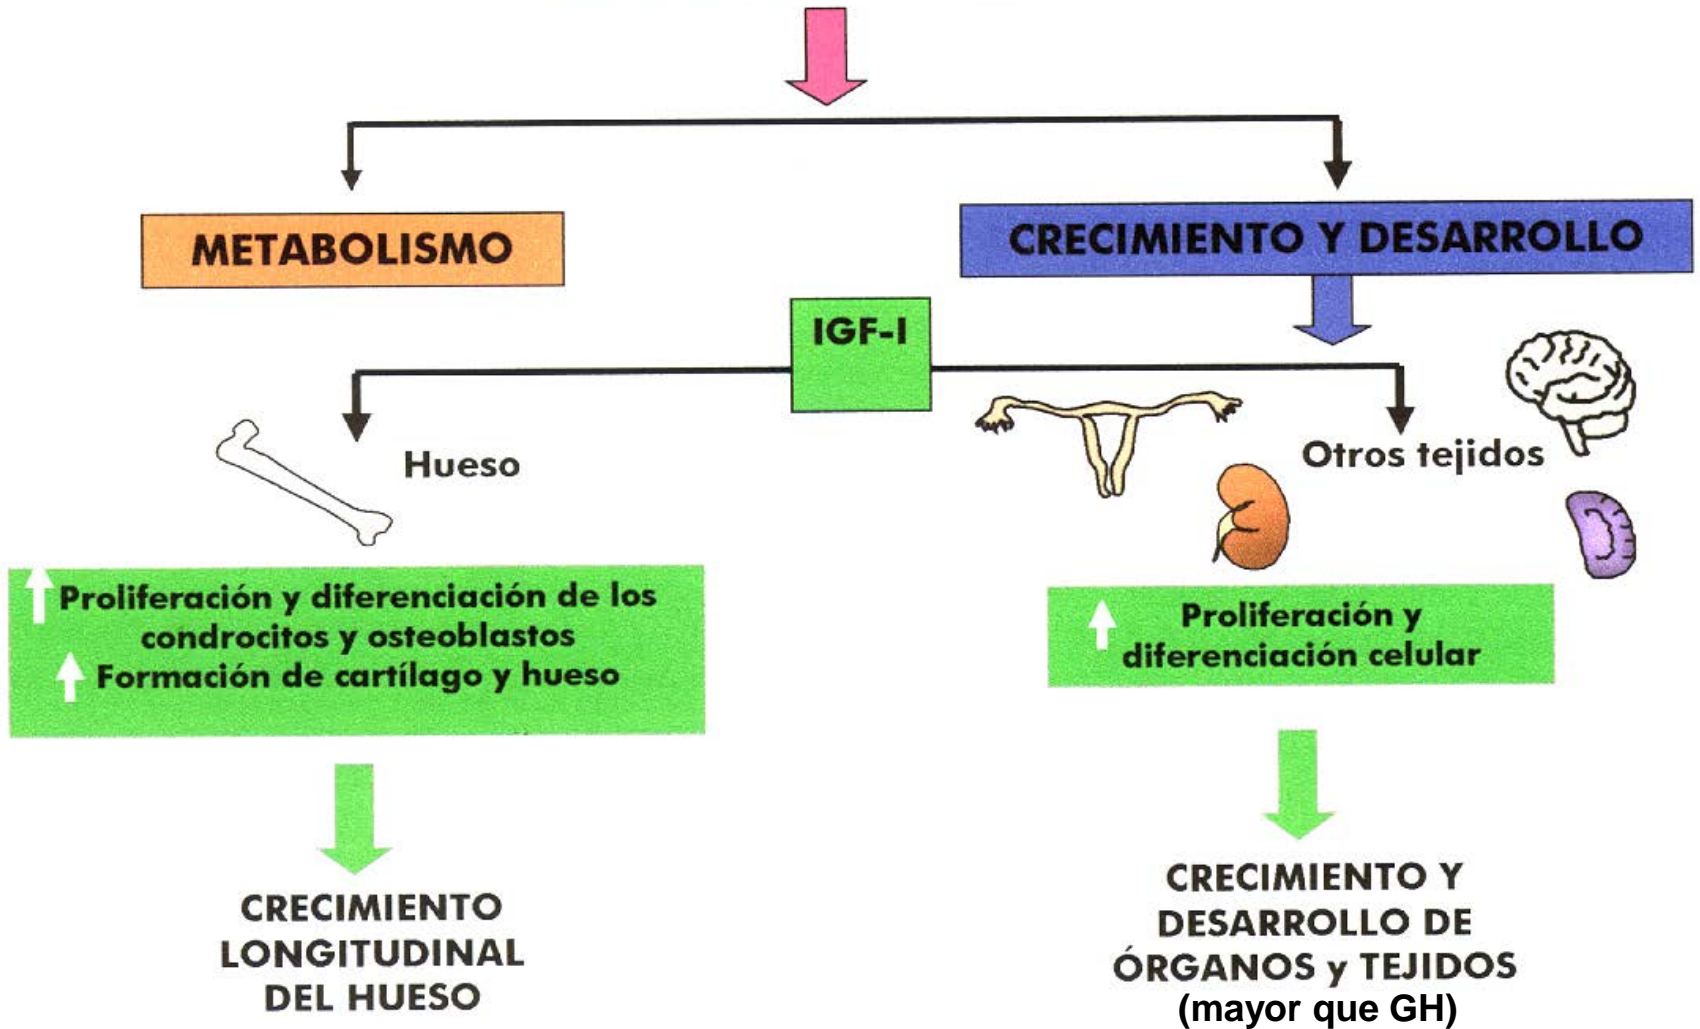 METABOLISMO
CRECIMIENTO Y DESARROLLO
IGF-I
Hueso
Otros tejidos
Proliferación y diferenciación de los
condrocitos y osteoblastos
Formación de cartílago y hueso
Proliferación y
diferenciación celular
CRECIMIENTO
LONGITUDINAL
DEL HUESO
CRECIMIENTO Y
DESARROLLO DE
ÓRGANOS y TEJIDOS
(mayor que GH)